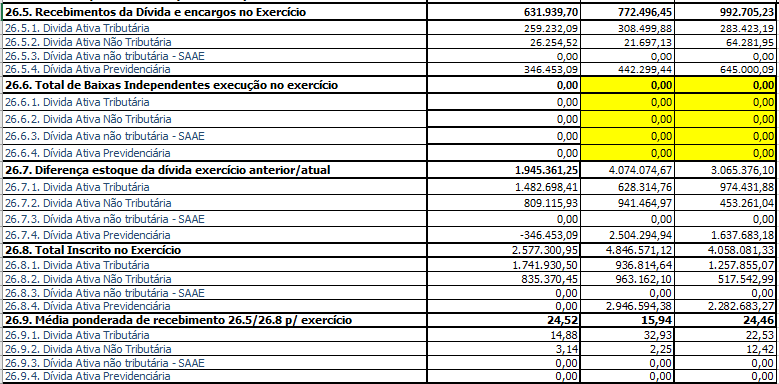 26.5. Recebimentos da Dívida e encargos no Exercício 631.939,70 772.496,45 992.705,23
26.5.1. Divida Ativa Tributária 259.232,09 308.499,88 283.423,19
26.5.2. Divida Ativa Não Tributária 26.254,52 21.697,13 64.281,95
26.5.3. Dívida Ativa não tributária - SAAE 0,00 0,00 0,00
26.5.4. Dívida Ativa Previdenciária 346.453,09 442.299,44 645.000,09
26.6. Total de Baixas Independentes execução no exercício 0,00 0,00 0,00
26.6.1. Dívida Ativa Tributária 0,00 0,00 0,00
26.6.2. Dívida Ativa Não Tributária 0,00 0,00 0,00
26.6.3. Dívida Ativa não tributária - SAAE 0,00 0,00 0,00
26.6.4. Dívida Ativa Previdenciária 0,00 0,00 0,00
26.7. Diferença estoque da dívida exercício anterior/atual 1.945.361,25 4.074.074,67 3.065.376,10
26.7.1. Dívida Ativa Tributária 1.482.698,41 628.314,76 974.431,88
26.7.2. Dívida Ativa Não Tributária 809.115,93 941.464,97 453.261,04
26.7.3. Dívida Ativa não tributária - SAAE 0,00 0,00 0,00
26.7.4. Dívida Ativa Previdenciária -346.453,09 2.504.294,94 1.637.683,18
26.8. Total Inscrito no Exercício 2.577.300,95 4.846.571,12 4.058.081,33
26.8.1. Dívida Ativa Tributária 1.741.930,50 936.814,64 1.257.855,07
26.8.2. Dívida Ativa Não Tributária 835.370,45 963.162,10 517.542,99
26.8.3. Dívida Ativa não tributária - SAAE 0,00 0,00 0,00
26.8.4. Dívida Ativa Previdenciária 0,00 2.946.594,38 2.282.683,27
26.9. Média ponderada de recebimento 26.5/26.8 p/ exercício 24,52 15,94 24,46
26.9.1. Dívida Ativa Tributária 14,88 32,93 22,53
26.9.2. Dívida Ativa Não Tributária 3,14 2,25 12,42
26.9.3. Dívida Ativa não tributária - SAAE 0,00 0,00 0,00
26.9.4. Dívida Ativa Previdenciária 0,00 0,00 0,00